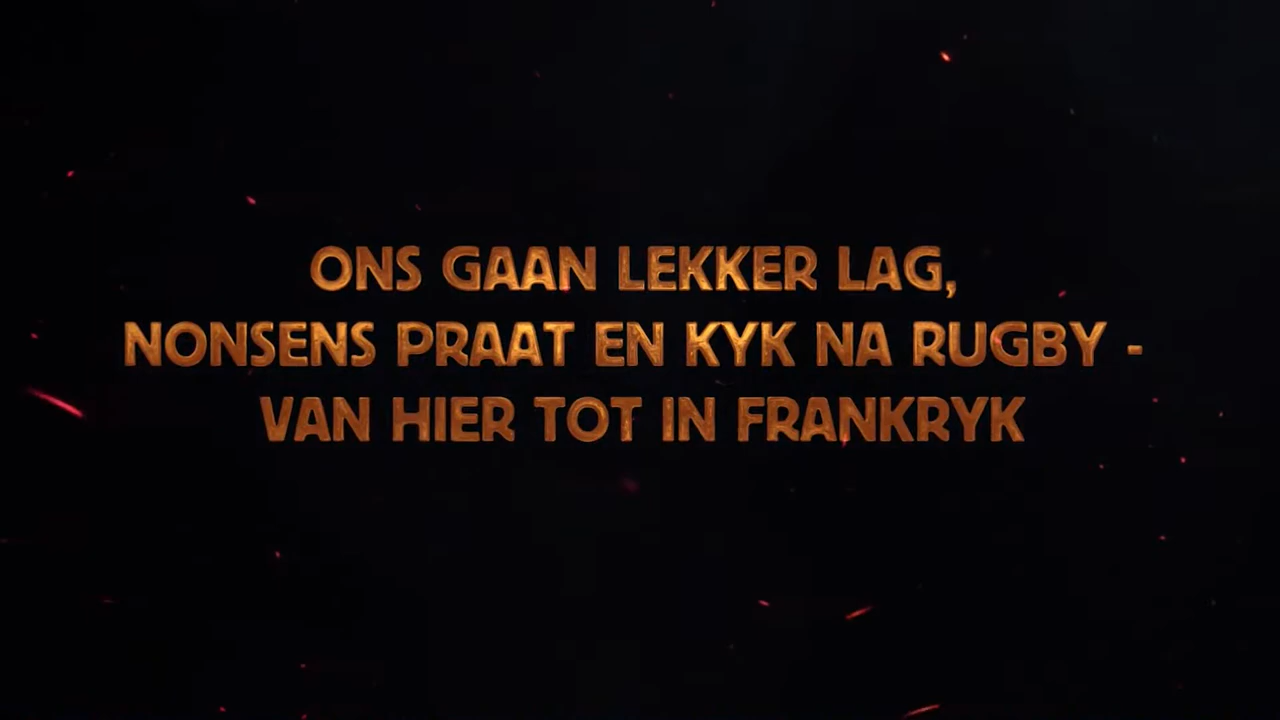 ONS GAAN LEKKER LAG,
NONSENS PRAAT EN KYK NA RUGBY -
VAN HIER TOT IN FRANKRYK